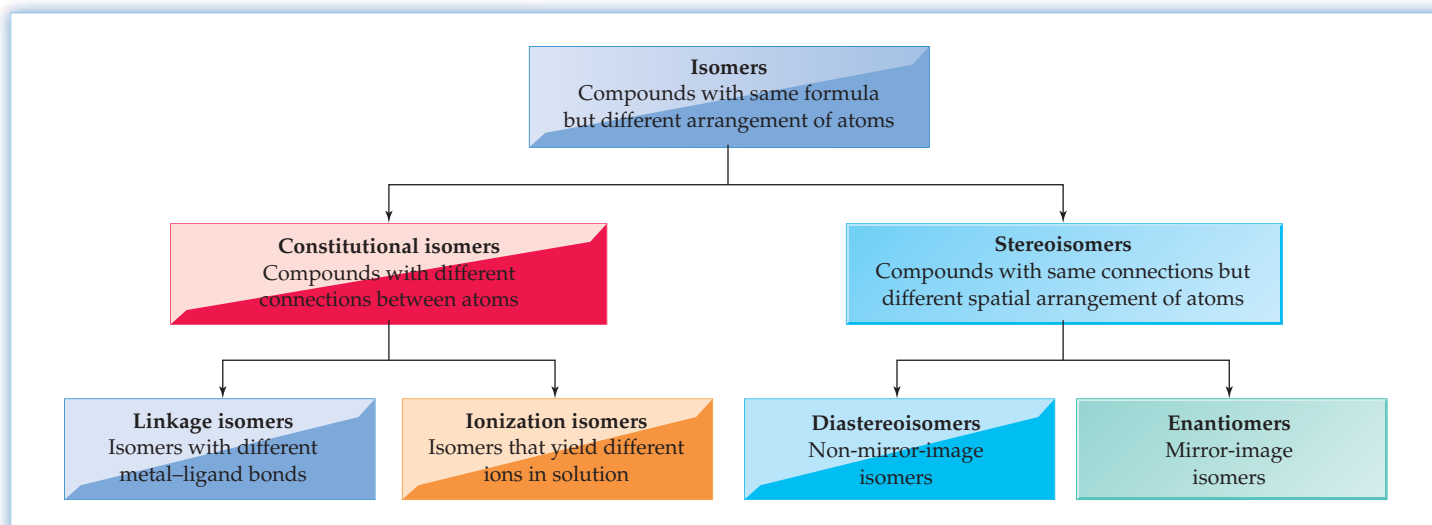 Isomers
Compounds with same formula
but different arrangement of atoms
Constitutional isomers
Compounds with different
connections between atoms
Stereoisomers
Compounds with same connections but
different spatial arrangement of atoms
Linkage isomers
Isomers with different
metal–ligand bonds
Ionization isomers
Isomers that yield different
ions in solution
Diastereoisomers
Non-mirror-image
isomers
Enantiomers
Mirror-image
isomers